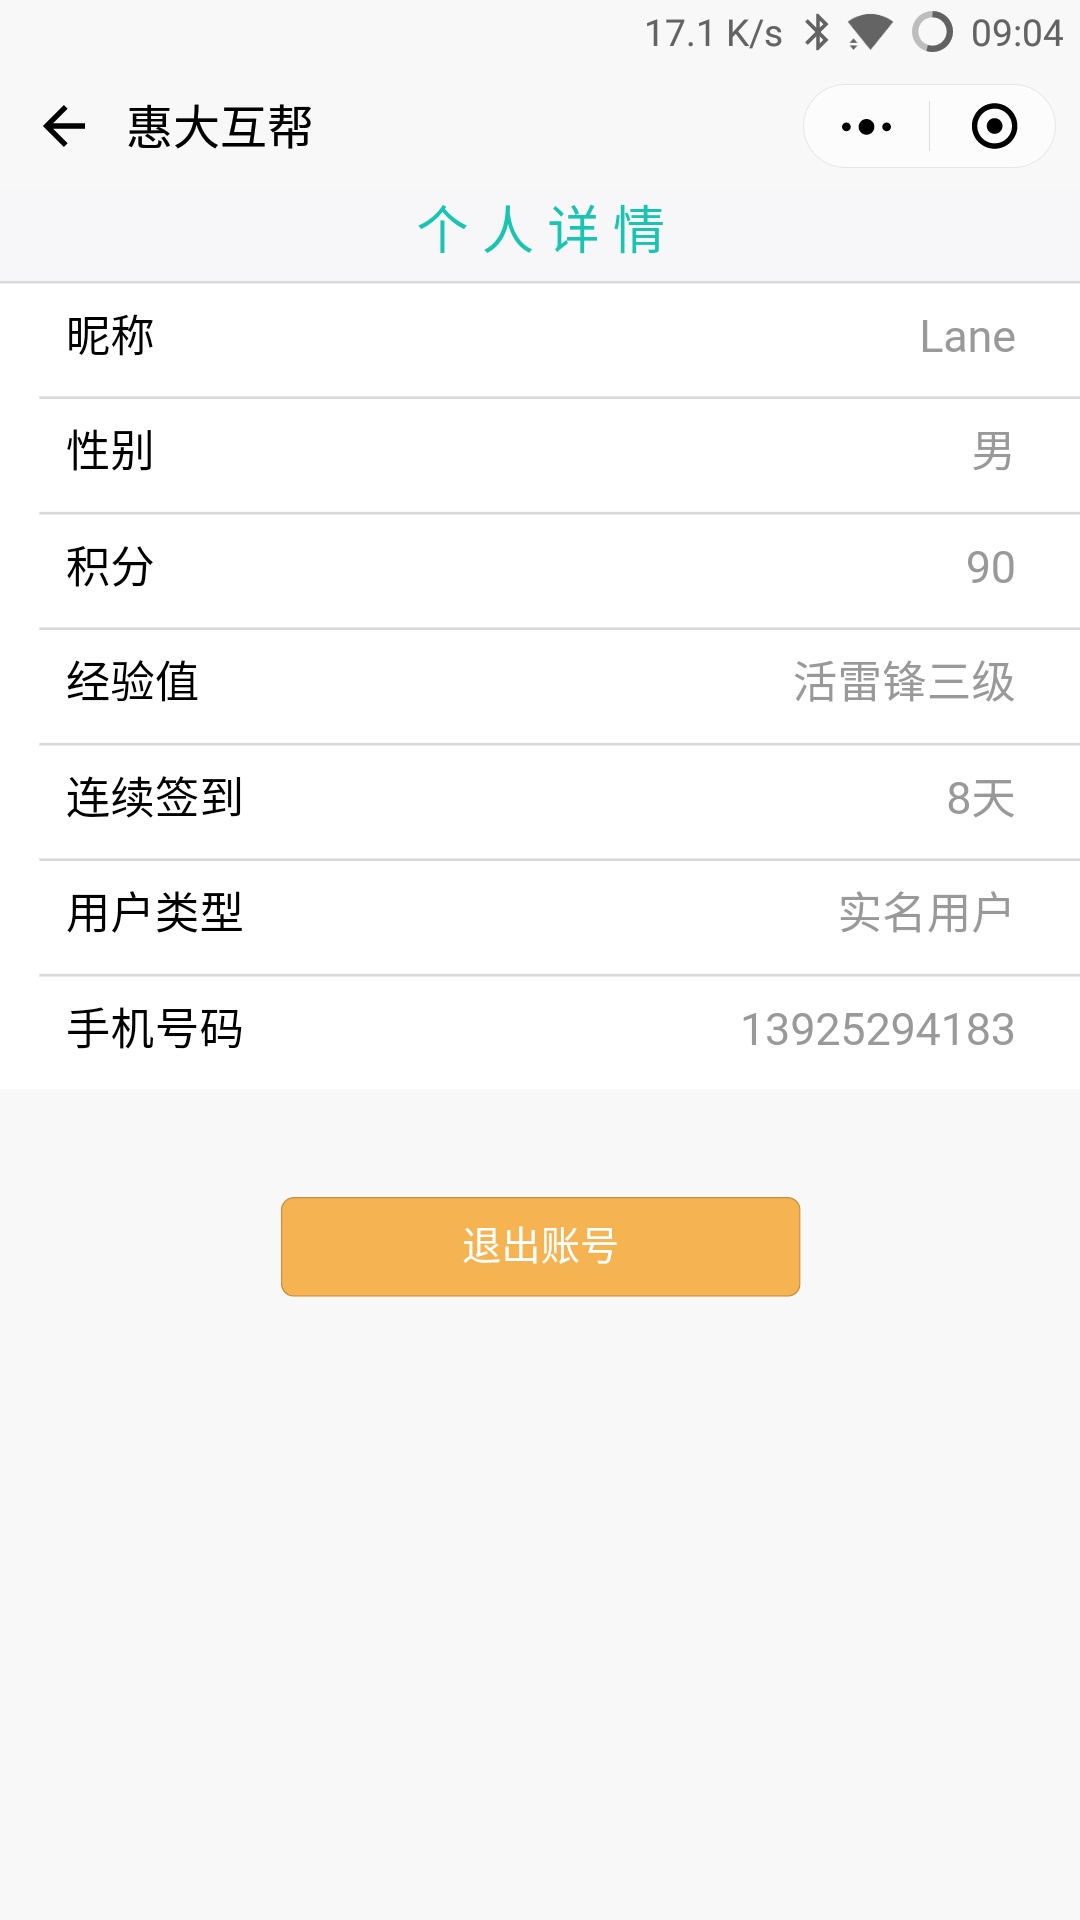 17.1 K/s 09:04
惠大互帮
个人详情
昵称 Lane
性别 男
积分 90
经验值 活雷锋三级
连续签到 8天
用户类型 实名用户
手机号码 13925294183
退出账号